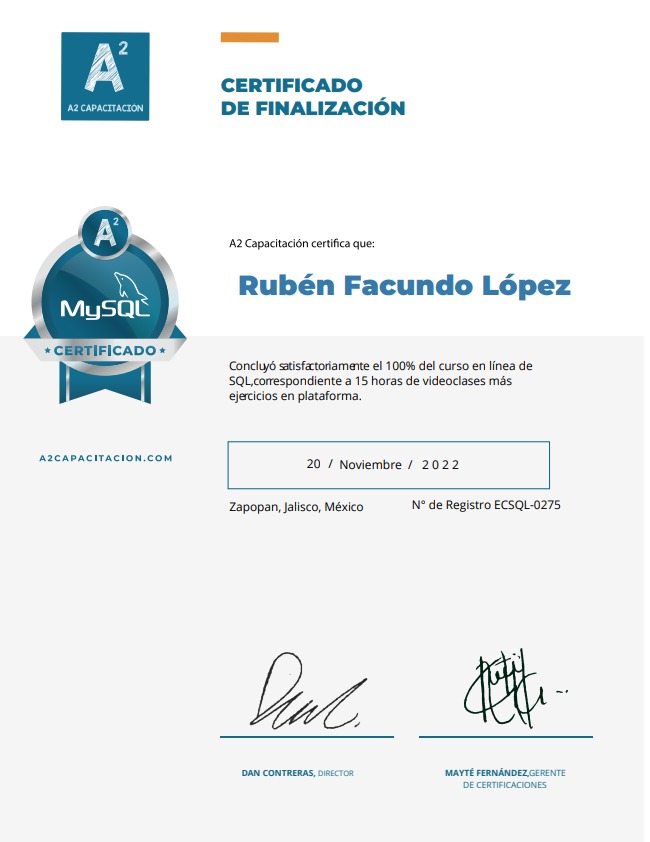 A2
A2 CAPACITACIÓN
CERTIFICADO
DE FINALIZACIÓN
A2
MySQL
CERTIFICADO
A2CAPACITACION.COM
A2 Capacitación certifica que:
Rubén Facundo López
Concluyó satisfactoriamente el 100% del curso en línea de
SQL,correspondiente a 15 horas de videoclases más
ejercicios en plataforma.
20 / Noviembre / 2022
Zapopan, Jalisco, México
N° de Registro ECSQL-0275
DAN CONTRERAS, DIRECTOR
MAYTÉ FERNÁNDEZ,GERENTE
DE CERTIFICACIONES